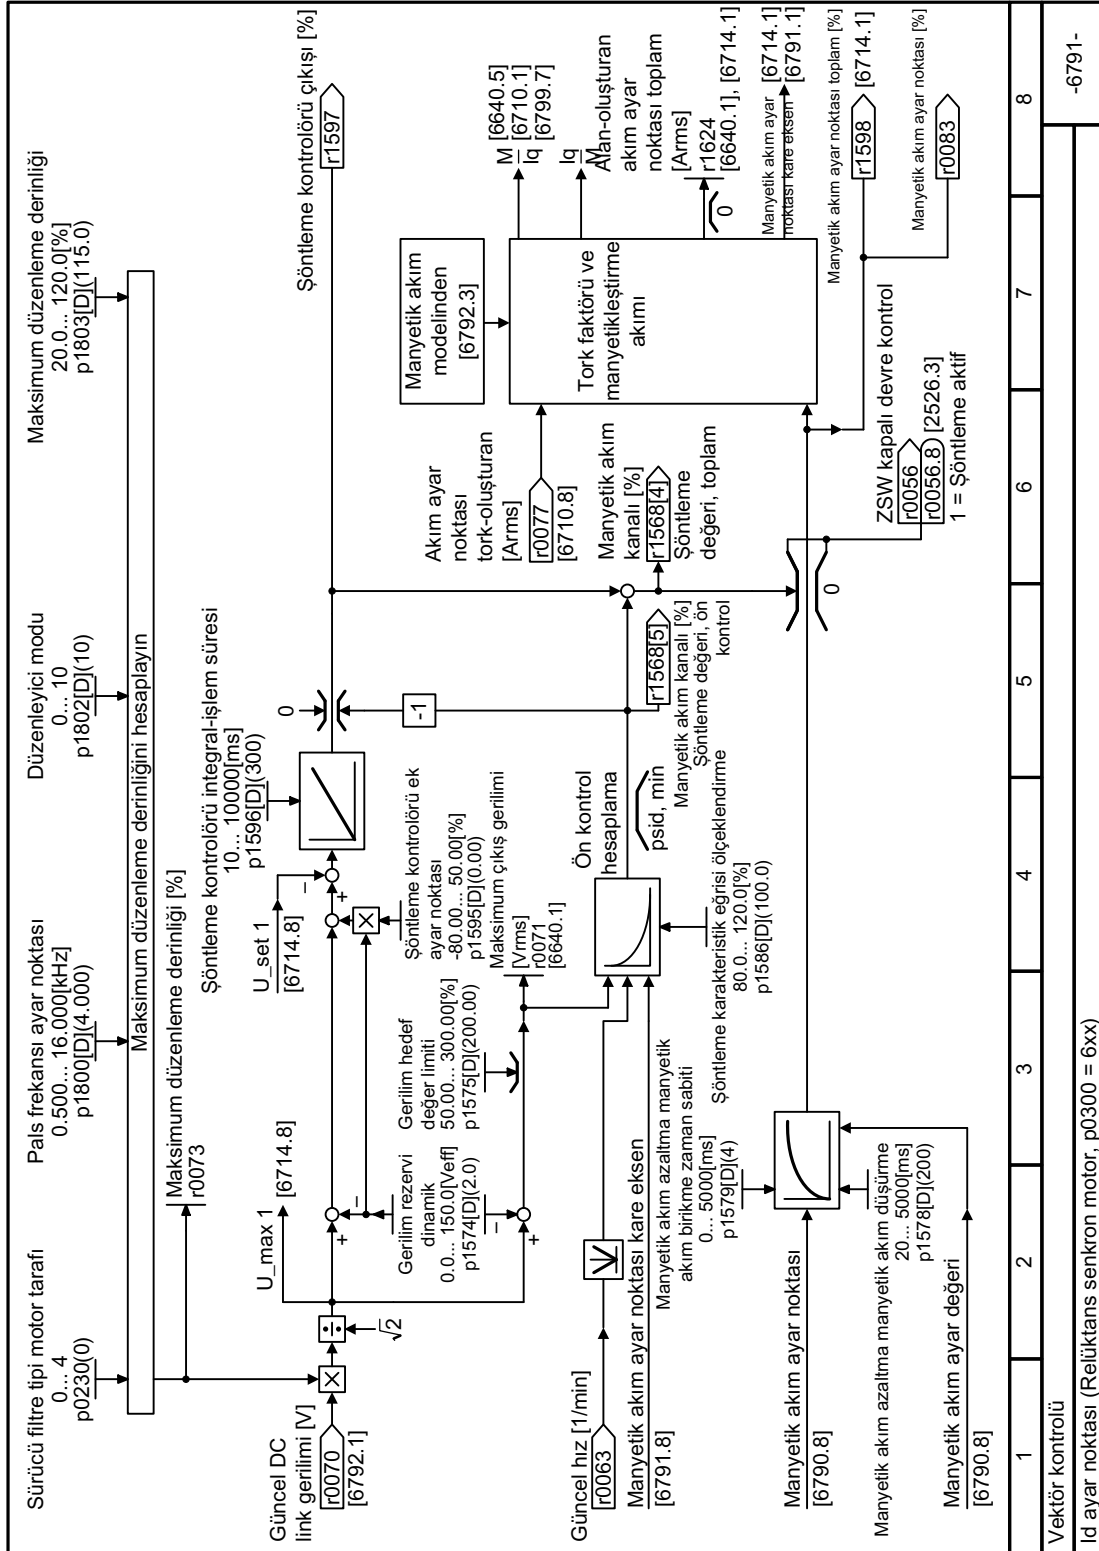 Sürücü filtre tipi motor tarafı
0... 4
p0230(0)
Pals frekansı ayar noktası
0.500... 16.000[kHz]
p1800[D](4.000)
Düzenleyici modu
0... 10
p1802[D](10)
Maksimum düzenleme derinliği
20.0... 120.0[%]
p1803[D](115.0)
Maksimum düzenleme derinliğini hesaplayın
Maksimum düzenleme derinliği [%]
r0073
Güncel DC
link gerilimi [V]
r0070
[6792.1]
×
÷
√2
U_max 1
[6714.8]
+
–
Gerilim rezervi
dinamik
0.0... 150.0[Veff]
p1574[D](2.0)
–
+
Gerilim hedef
değer limiti
50.00... 300.00[%]
p1575[D](200.00)
Maksimum çıkış gerilimi
[Vrms]
r0071
[6640.1]
Şöntleme kontrolörü ek
ayar noktası
-80.00... 50.00[%]
p1595[D](0.00)
×
+
–
U_set 1
[6714.8]
Şöntleme kontrolörü integral-işlem süresi
10... 10000[ms]
p1596[D](300)
0
-1
Şöntleme kontrolörü çıkışı [%]
r1597
Güncel hız [1/min]
r0063
Manyetik akım ayar noktası kare eksen
[6791.8]
Ön kontrol
hesaplama
psid, min
Şöntleme karakteristik eğrisi ölçeklendirme
80.0... 120.0[%]
p1586[D](100.0)
r1568[5]
Manyetik akım kanalı [%]
Şöntleme değeri, ön
kontrol
Manyetik akım
kanalı [%]
r1568[4]
Şöntleme
değeri, toplam
Akım ayar
noktası
tork-oluşturan
[Arms]
r0077
[6710.8]
Manyetik akım
modelinden
[6792.3]
Tork faktörü ve
manyetikleştirme
akımı
M
Iq
[6640.5]
[6710.1]
[6799.7]
Iq
M
Alan-oluşturan
akım ayar
noktası toplam
[Arms]
r1624
[6640.1], [6714.1]
0
Manyetik akım ayar
noktası kare eksen
[6714.1]
[6791.1]
Manyetik akım ayar noktası toplam [%]
r1598
[6714.1]
Manyetik akım ayar noktası [%]
r0083
Manyetik akım azaltma manyetik
akım birikme zaman sabiti
0... 5000[ms]
p1579[D](4)
Manyetik akım ayar noktası
[6790.8]
Manyetik akım azaltma manyetik akım düşürme
20... 5000[ms]
p1578[D](200)
Manyetik akım ayar değeri
[6790.8]
0
ZSW kapalı devre kontrol
r0056
r0056.8
[2526.3]
1 = Şöntleme aktif
1
2
3
4
5
6
7
8
Vektör kontrolü
-6791-
Id ayar noktası (Relüktans senkron motor, p0300 = 6xx)